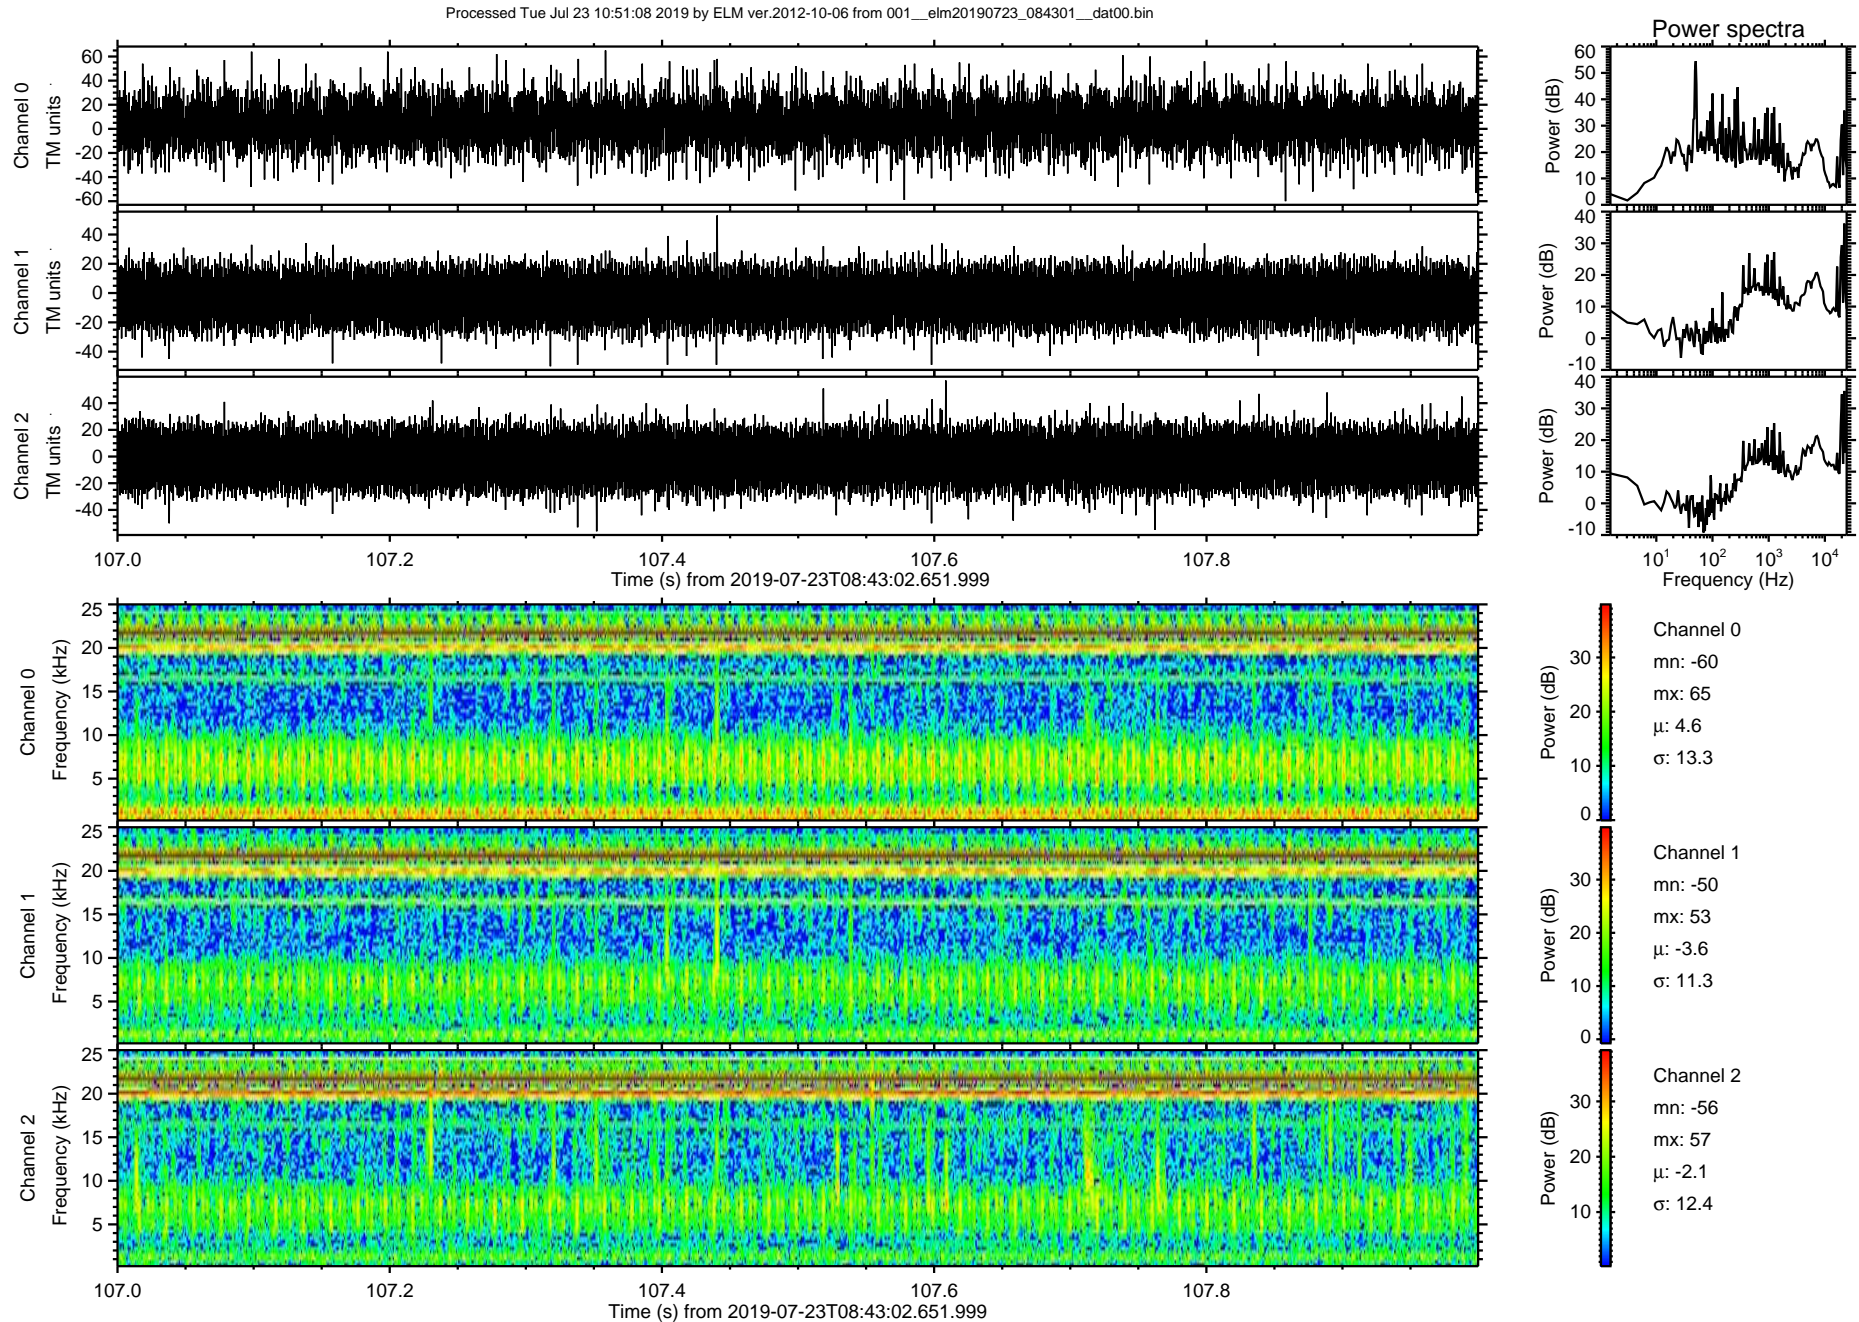 Processed Tue Jul 23 10:51:08 2019 by ELM ver.2012-10-06 from 001__elm20190723_084301__dat00.bin
Power spectra
Channel 0
TM units
60
40
20
0
-20
-40
-60
Power (dB)
60
50
40
30
20
10
0
Channel 1
TM units
40
20
0
-20
-40
Power (dB)
40
30
20
10
0
-10
Channel 2
TM units
40
20
0
-20
-40
Power (dB)
40
30
20
10
0
-10
107.0
107.2
107.4
107.6
107.8
Time (s) from 2019-07-23T08:43:02.651.999
10^1
10^2
10^3
10^4
Frequency (Hz)
Channel 0
Frequency (kHz)
25
20
15
10
5
Power (dB)
30
20
10
0
Channel 0
mn: -60
mx: 65
μ: 4.6
σ: 13.3
Channel 1
Frequency (kHz)
25
20
15
10
5
Power (dB)
30
20
10
0
Channel 1
mn: -50
mx: 53
μ: -3.6
σ: 11.3
Channel 2
Frequency (kHz)
25
20
15
10
5
Power (dB)
30
20
10
Channel 2
mn: -56
mx: 57
μ: -2.1
σ: 12.4
107.0
107.2
107.4
107.6
107.8
Time (s) from 2019-07-23T08:43:02.651.999